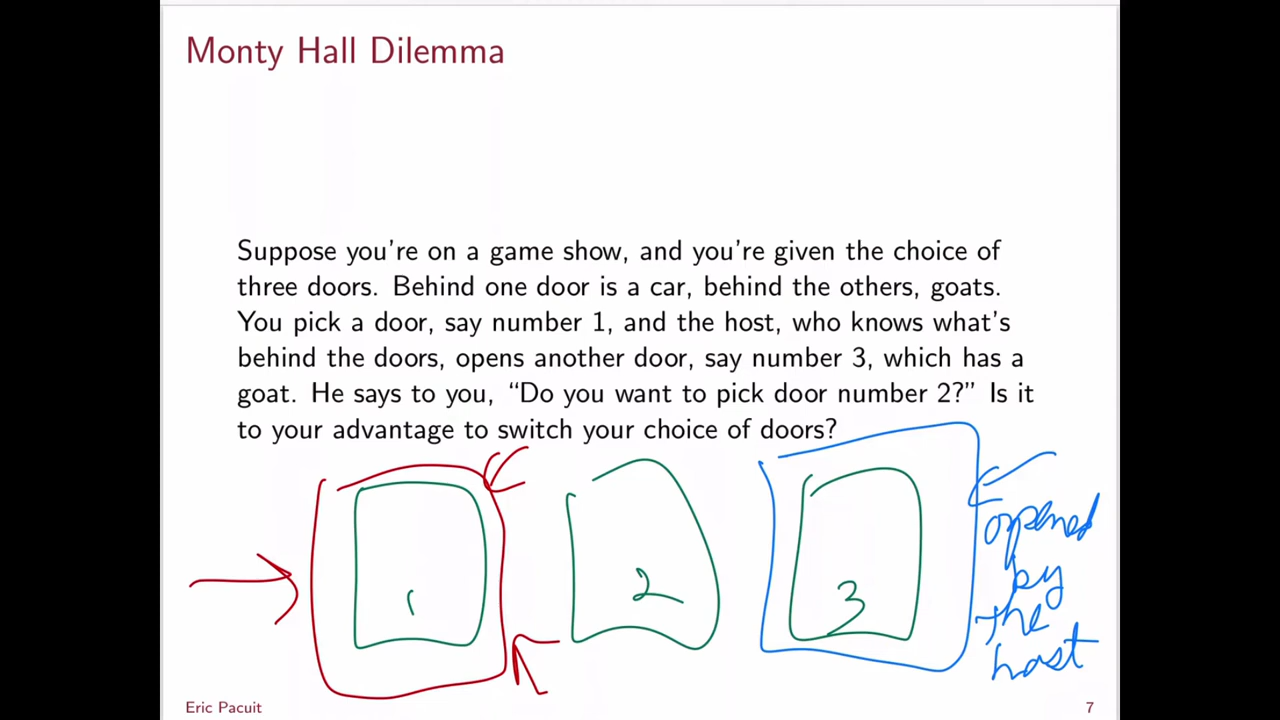 Monty Hall Dilemma
Suppose you're on a game show, and you're given the choice of
three doors. Behind one door is a car, behind the others, goats.
You pick a door, say number 1, and the host, who knows what's
behind the doors, opens another door, say number 3, which has a
goat. He says to you, “Do you want to pick door number 2?” Is it
to your advantage to switch your choice of doors?
1
2
3
opened
by
the
host
Eric Pacuit
7